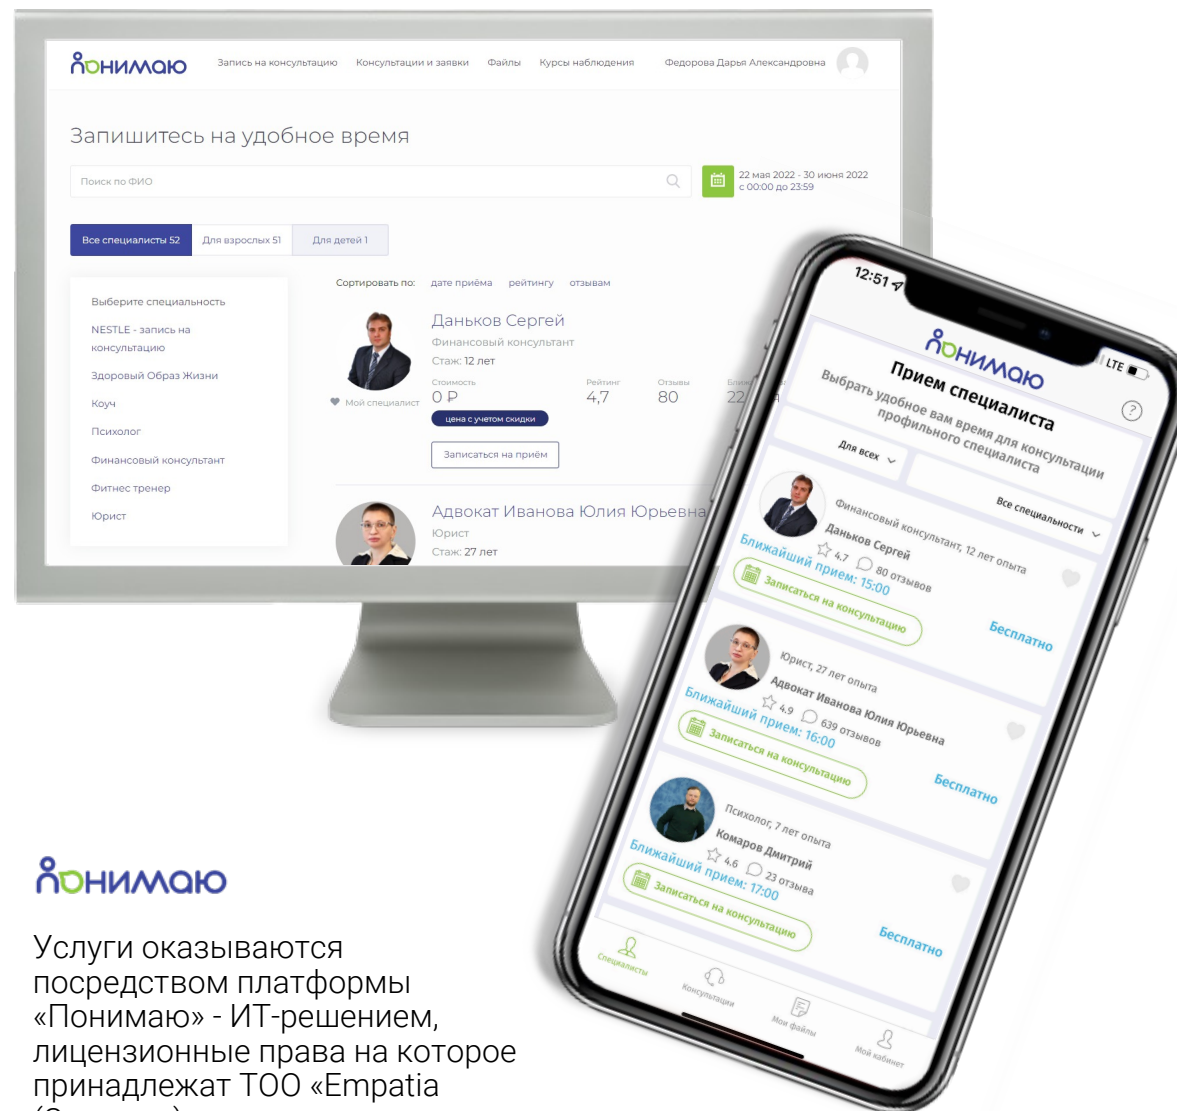 понимаю
Запись на консультацию Консультации и заявки Файлы Курсы наблюдения Федорова Дарья Александровна
Запишитесь на удобное время
Поиск по ФИО
22 мая 2022 - 30 июня 2022
с 00:00 до 23:59
Все специалисты 52 Для взрослых 51 Для детей 1
Сортировать по: дате приёма рейтингу отзывам
Выберите специальность
NESTLE - запись на
консультацию
Здоровый Образ Жизни
Коуч
Психолог
Финансовый консультант
Фитнес тренер
Юрист
Даньков Сергей
Финансовый консультант
Стаж: 12 лет
Стоимость Рейтинг Отзывы
0 ₽ 4,7 80 22
Мой специалист
цена с учетом скидки
Записаться на приём
Адвокат Иванова Юлия Юрьевна
Юрист
Стаж: 27 лет
12:51
LTE
понимаю
Прием специалиста
?
Выбрать удобное вам время для консультации
профильного специалиста
Для всех
Все специальности
Финансовый консультант, 12 лет опыта
Даньков Сергей
4.7 80 отзывов
Ближайший прием: 15:00
Записаться на консультацию
Бесплатно
Юрист, 27 лет опыта
Адвокат Иванова Юлия Юрьевна
4.9 639 отзывов
Ближайший прием: 16:00
Записаться на консультацию
Бесплатно
Психолог, 7 лет опыта
Комаров Дмитрий
4.6 23 отзыва
Ближайший прием: 17:00
Записаться на консультацию
Бесплатно
Специалисты
Консультации
Мои файлы
Мой кабинет
понимаю
Услуги оказываются
посредством платформы
«Понимаю» - ИТ-решением,
лицензионные права на которое
принадлежат ТОО «Empatia